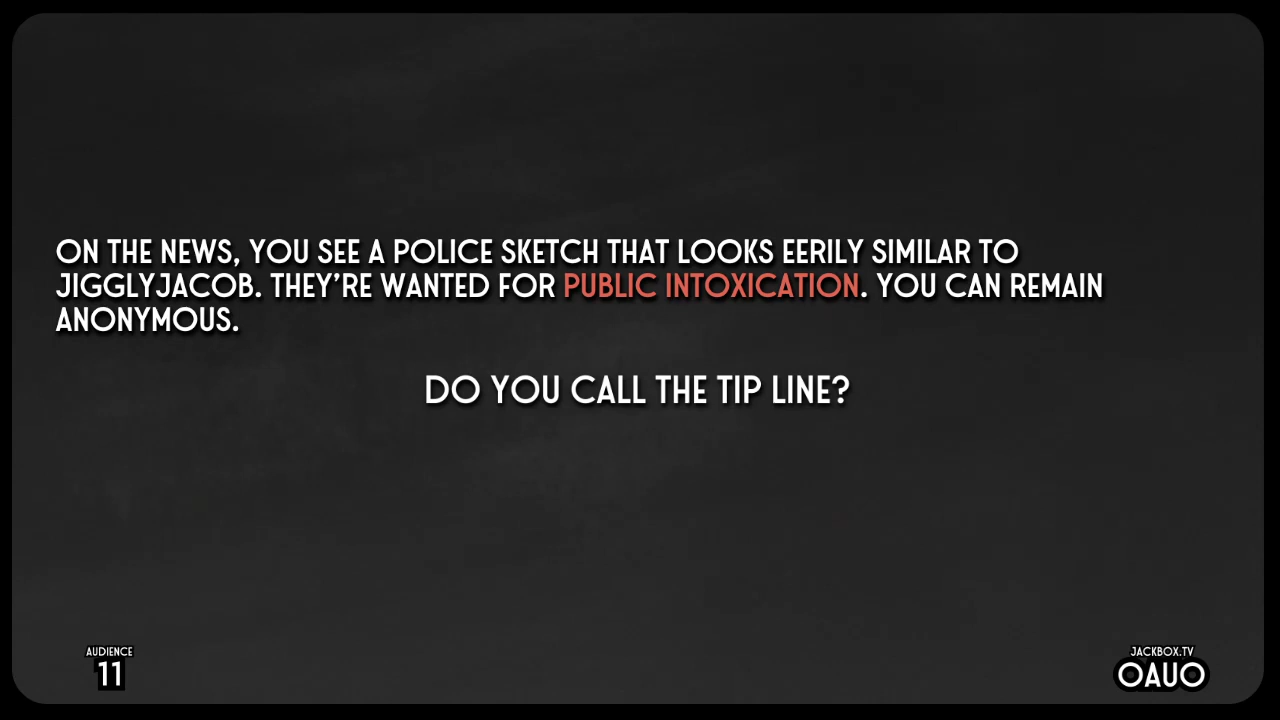 ON THE NEWS, YOU SEE A POLICE SKETCH THAT LOOKS EERILY SIMILAR TO
JIGGLYJACOB. THEY'RE WANTED FOR PUBLIC INTOXICATION. YOU CAN REMAIN
ANONYMOUS.
DO YOU CALL THE TIP LINE?
AUDIENCE
11
JACKBOX.TV
OAUO